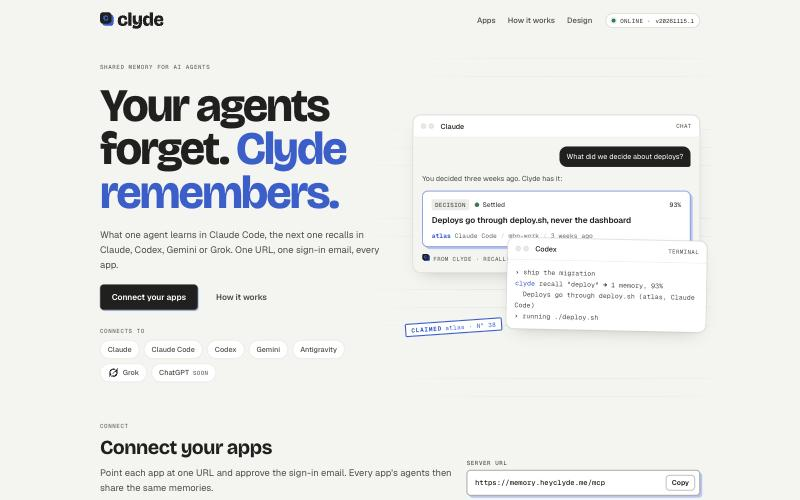 clyde
Apps How it works Design ONLINE · v20261115.1
SHARED MEMORY FOR AI AGENTS
Your agents
forget. Clyde
remembers.
What one agent learns in Claude Code, the next one recalls in
Claude, Codex, Gemini or Grok. One URL, one sign-in email, every
app.
Connect your apps How it works
CONNECTS TO
Claude Claude Code Codex Gemini Antigravity
Grok ChatGPT SOON
Claude CHAT
What did we decide about deploys?
You decided three weeks ago. Clyde has it:
DECISION Settled 93%
Deploys go through deploy.sh, never the dashboard
atlas Claude Code / mbp-work / 3 weeks ago
FROM CLYDE · RECALL
Codex TERMINAL
› ship the migration
clyde recall "deploy" → 1 memory, 93%
Deploys go through deploy.sh (atlas, Claude
Code)
› running ./deploy.sh
CLAIMED atlas · N° 38
CONNECT
Connect your apps
Point each app at one URL and approve the sign-in email. Every app's agents then
share the same memories.
SERVER URL
https://memory.heyclyde.me/mcp Copy